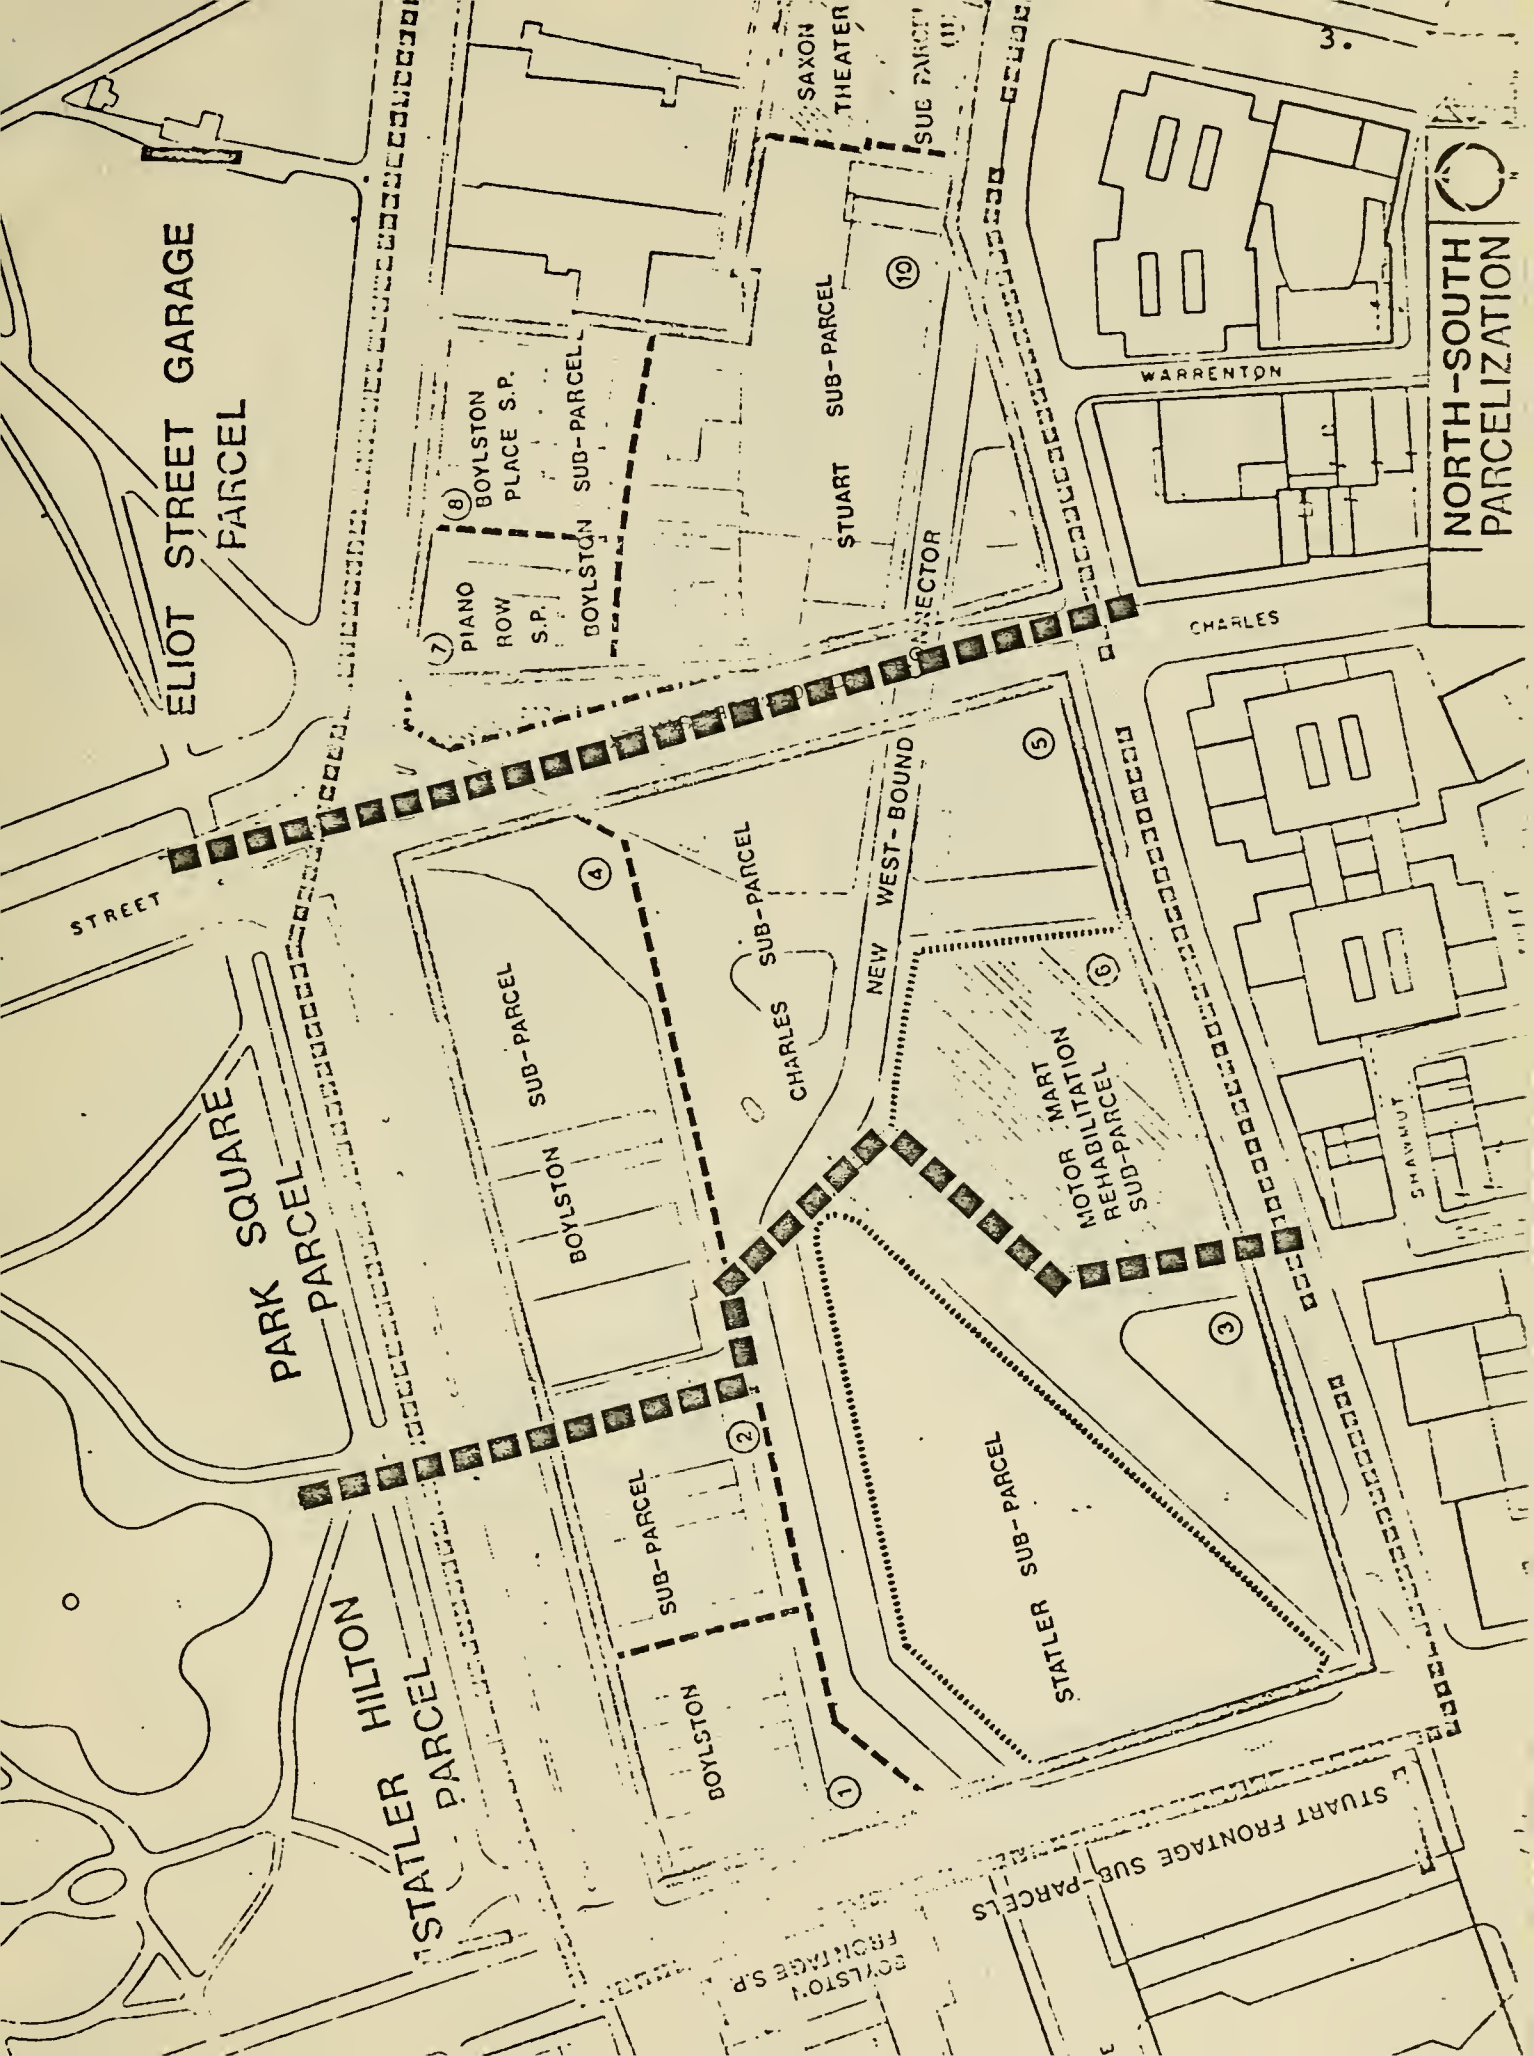 ELIOT STREET GARAGE
PARCEL
PARK SQUARE
PARCEL
STATLER HILTON
PARCEL
STREET
SAXON
THEATER
SUB PARCEL
(11)
3.
8
BOYLSTON
PLACE S.P.
7
PIANO
ROW
S.P.
BOYLSTON SUB-PARCEL
STUART SUB-PARCEL
10
WARRENTON
CHARLES
NEW WEST-BOUND CONNECTOR
4
BOYLSTON SUB-PARCEL
CHARLES SUB-PARCEL
5
6
MOTOR MART
REHABILITATION
SUB-PARCEL
SHAWMUT
2
BOYLSTON SUB-PARCEL
1
STATLER SUB-PARCEL
3
STUART FRONTAGE SUB-PARCELS
BOYLSTON
FRONTAGE S.P.
NORTH-SOUTH
PARCELIZATION
N